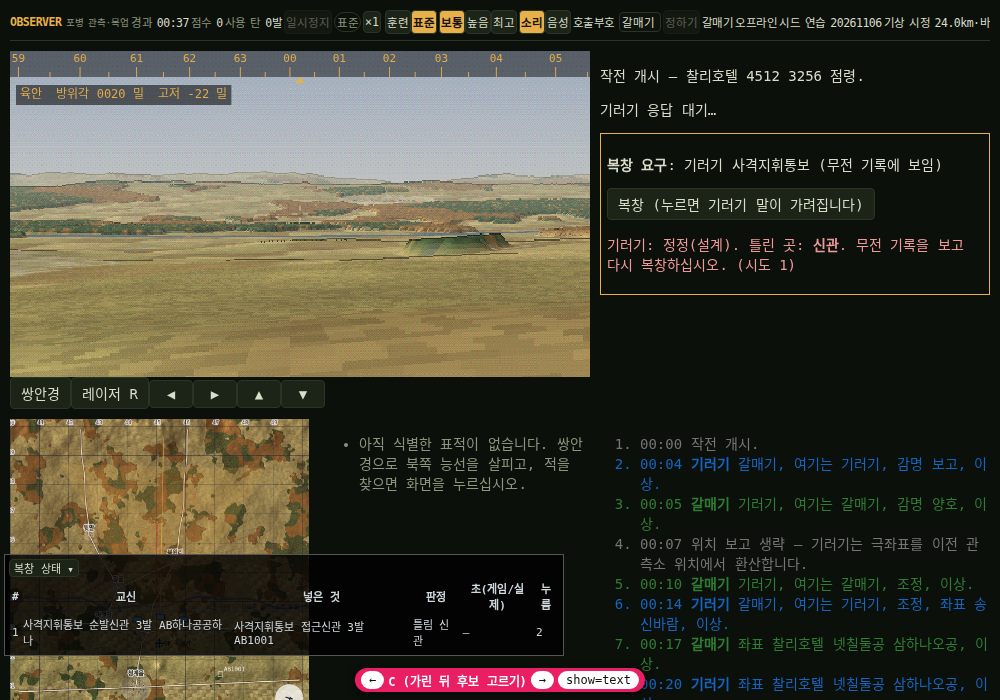 OBSERVER 포병 관측·목업 경과 00:37 점수 0 사용 탄 0발 일시정지 표준 ×1 훈련 표준 보통 높음 최고 소리 음성 호출부호 갈매기 정하기 갈매기 오프라인 시드 연습 20261106 기상 시정 24.0km·바
59 60 61 62 63 00 01 02 03 04 05
육안 방위각 0020 밀 고저 -22 밀
작전 개시 — 찰리호텔 4512 3256 점령.
기러기 응답 대기…
복창 요구: 기러기 사격지휘통보 (무전 기록에 보임)
복창 (누르면 기러기 말이 가려집니다)
기러기: 정정(설계). 틀린 곳: 신관. 무전 기록을 보고
다시 복창하십시오. (시도 1)
쌍안경 레이저 R ◀ ▶ ▲ ▼
• 아직 식별한 표적이 없습니다. 쌍안
경으로 북쪽 능선을 살피고, 적을
찾으면 화면을 누르십시오.
1. 00:00 작전 개시.
2. 00:04 기러기 갈매기, 여기는 기러기, 감명 보고, 이
상.
3. 00:05 갈매기 기러기, 여기는 갈매기, 감명 양호, 이
상.
4. 00:07 위치 보고 생략 — 기러기는 극좌표를 이전 관
측소 위치에서 환산합니다.
5. 00:10 갈매기 기러기, 여기는 갈매기, 조정, 이상.
6. 00:14 기러기 갈매기, 여기는 기러기, 조정, 좌표 송
신바람, 이상.
7. 00:17 갈매기 좌표 찰리호텔 넷칠둘공 삼하나오공, 이
상.
00:20 기러기 좌표 찰리호텔 넷칠둘공 삼하나오공, 이
복창 상태 ▾
# 교신 넣은 것 판정 초(게임/실제) 누름
1 사격지휘통보 순발신관 3발 AB하나공공하나 사격지휘통보 접근신관 3발 AB1001 틀림 신관 — 2
AB1001
← C (가린 뒤 후보 고르기) → show=text